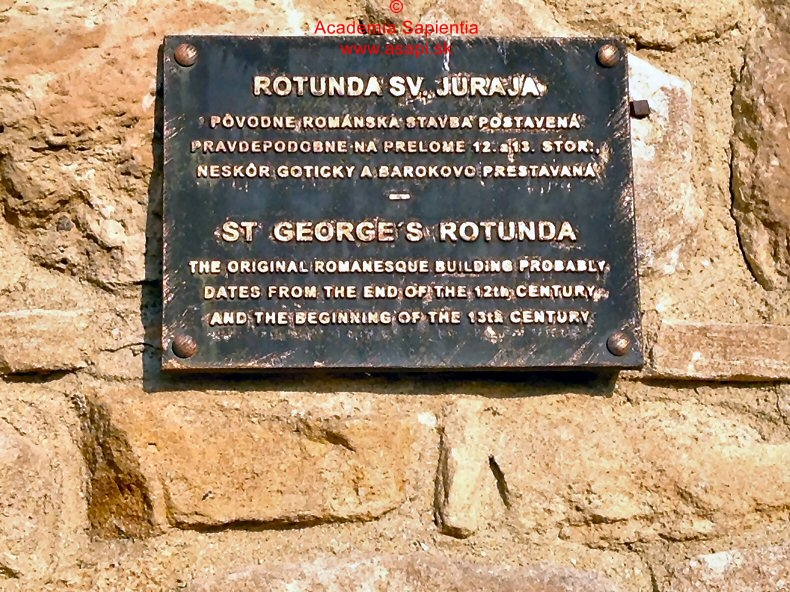 ©
Academia Sapientia
www.asapi.sk
ROTUNDA SV. JURAJA
PÔVODNE ROMÁNSKA STAVBA POSTAVENÁ
PRAVDEPODOBNE NA PRELOME 12. a 13. STOR.,
NESKÔR GOTICKY A BAROKOVO PRESTAVANÁ
–
ST GEORGE'S ROTUNDA
THE ORIGINAL ROMANESQUE BUILDING PROBABLY
DATES FROM THE END OF THE 12th CENTURY
AND THE BEGINNING OF THE 13th CENTURY